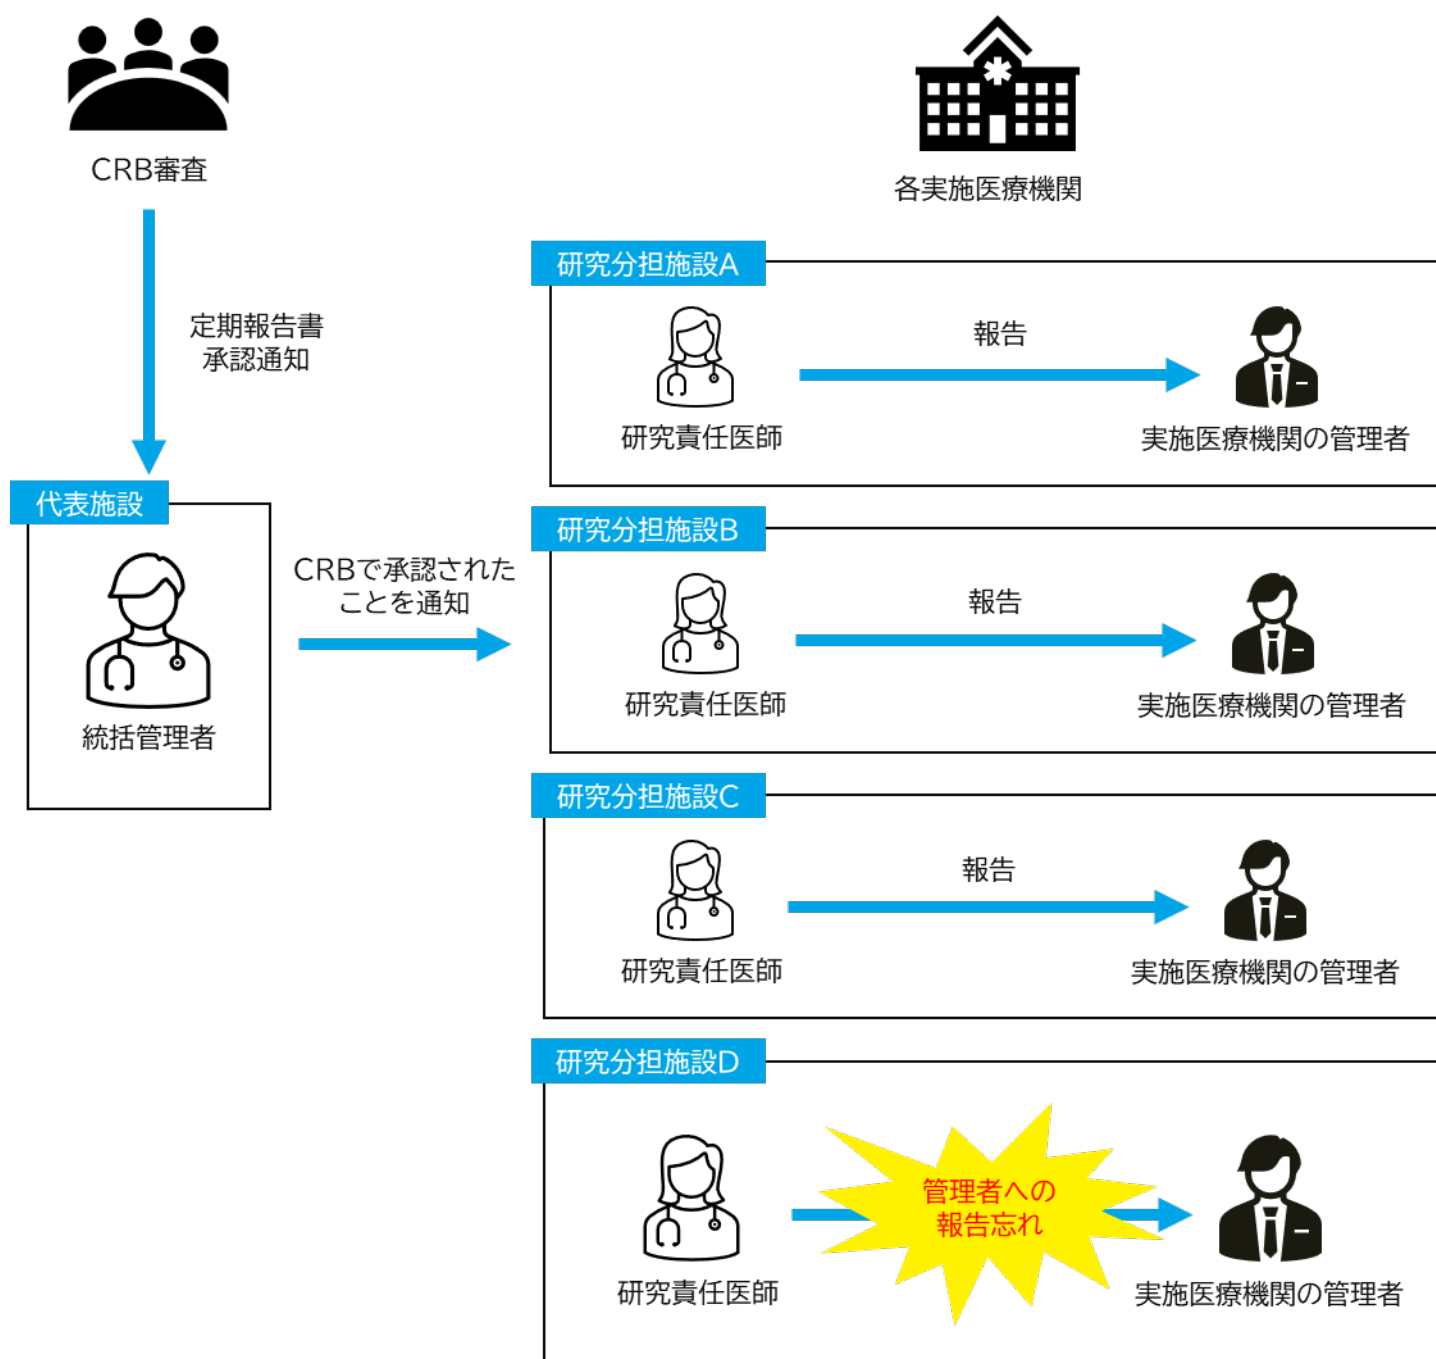 CRB審査
各実施医療機関
定期報告書
承認通知
代表施設
統括管理者
CRBで承認された
ことを通知
研究分担施設A
報告
研究責任医師
実施医療機関の管理者
研究分担施設B
報告
研究責任医師
実施医療機関の管理者
研究分担施設C
報告
研究責任医師
実施医療機関の管理者
研究分担施設D
管理者への
報告忘れ
研究責任医師
実施医療機関の管理者